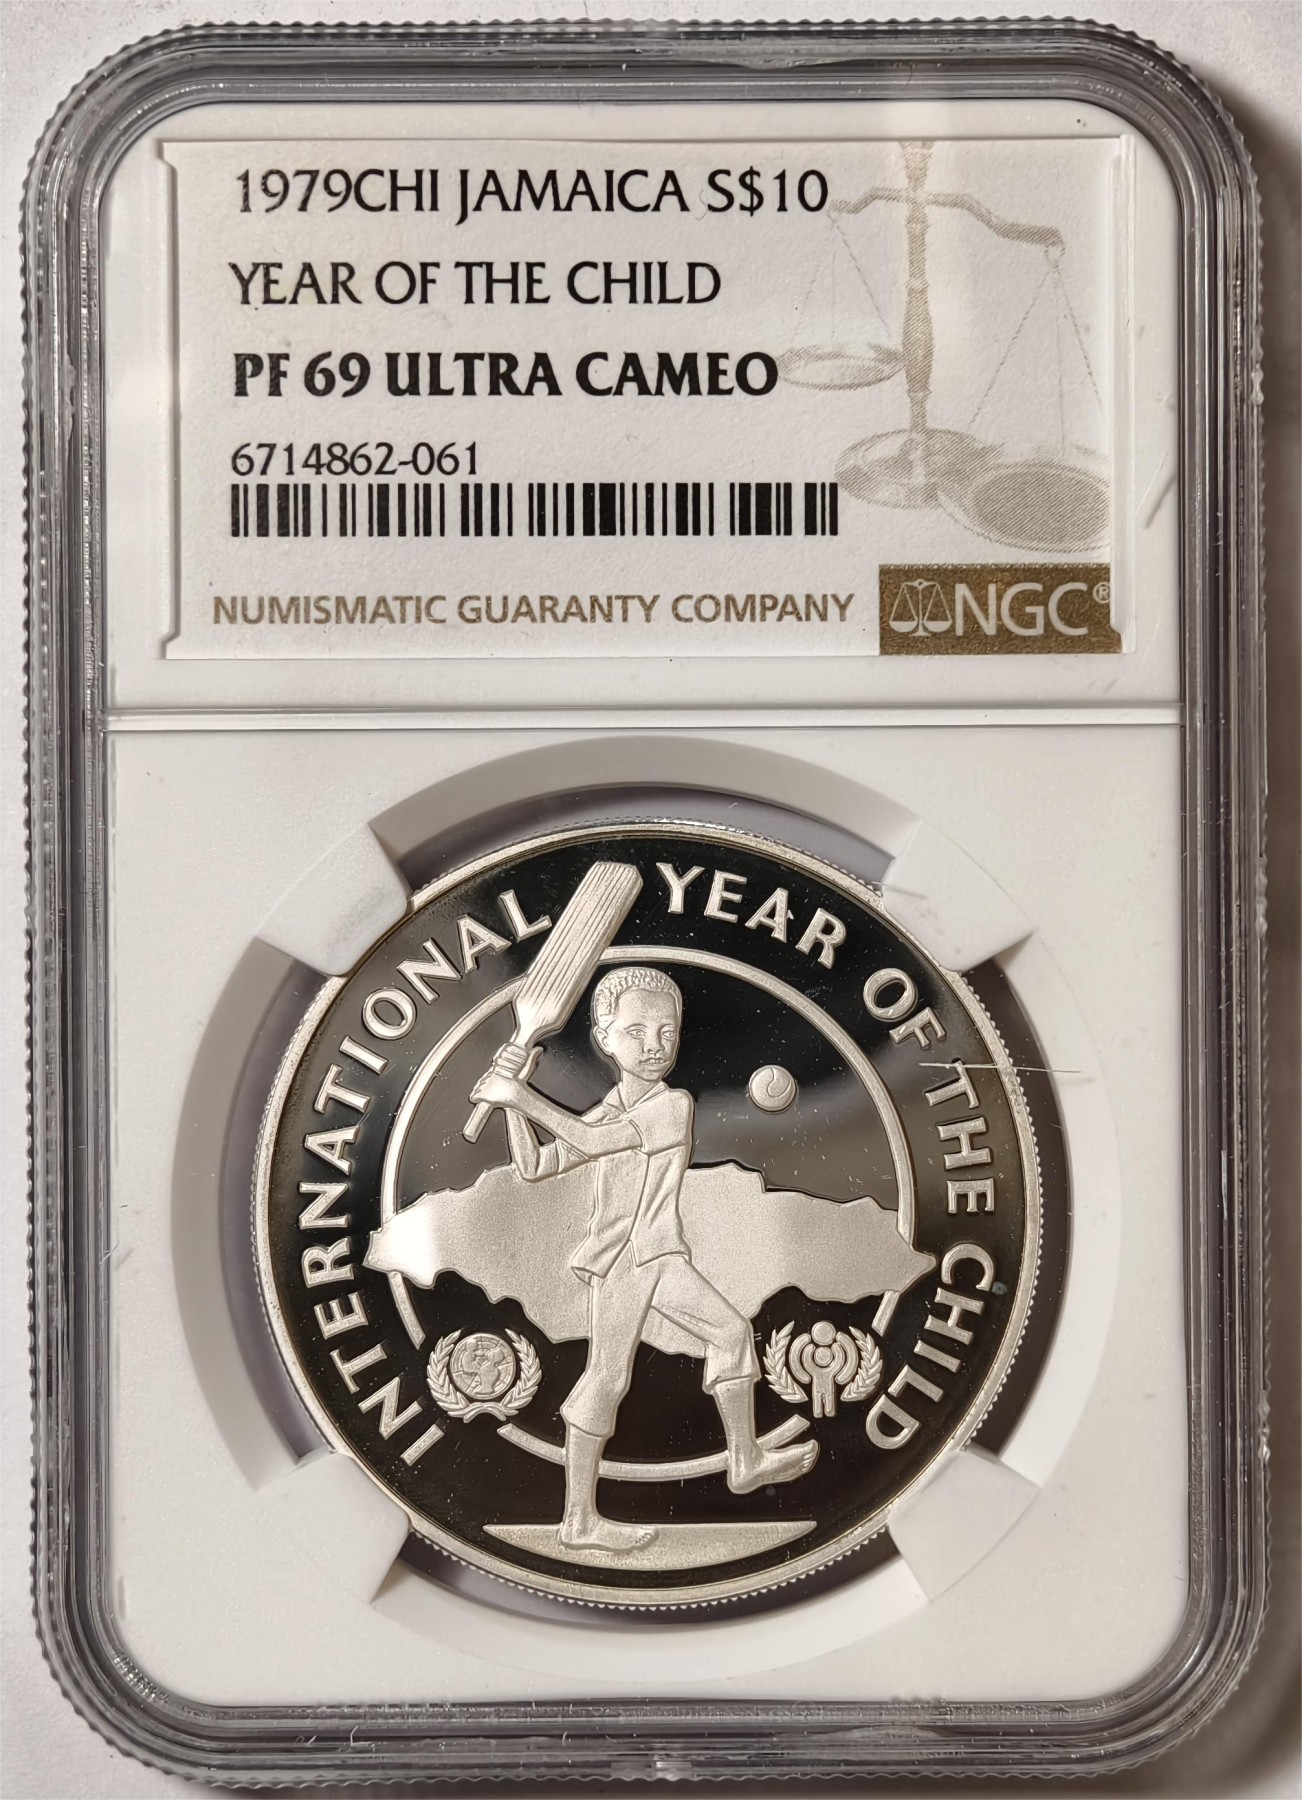 1979CHI JAMAICA S$10
YEAR OF THE CHILD
PF 69 ULTRA CAMEO
6714862-061
NUMISMATIC GUARANTY COMPANY NGC®
INTERNATIONAL YEAR OF THE CHILD